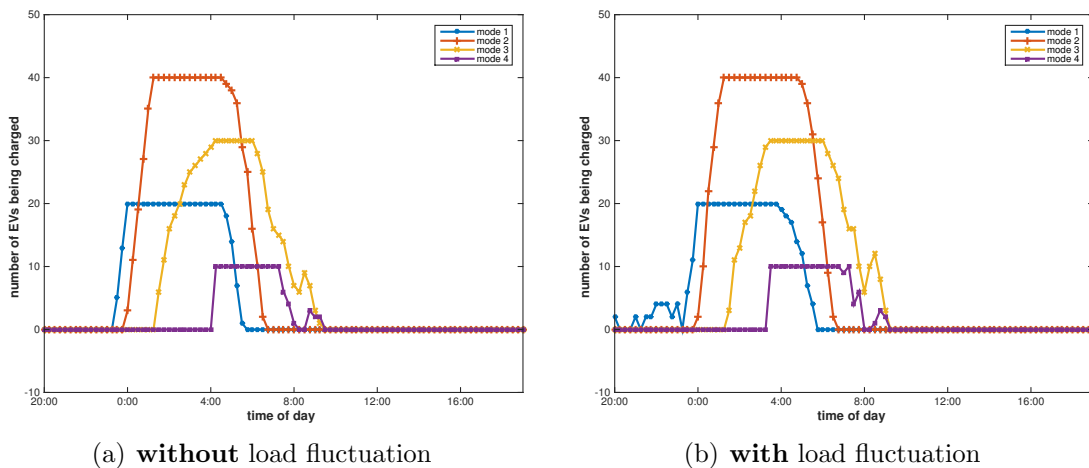 50
40
30
20
10
0
-10
number of EVs being charged
mode 1
mode 2
mode 3
mode 4
20:00 0:00 4:00 8:00 12:00 16:00
time of day
(a) without load fluctuation
50
40
30
20
10
0
-10
number of EVs being charged
mode 1
mode 2
mode 3
mode 4
20:00 0:00 4:00 8:00 12:00 16:00
time of day
(b) with load fluctuation